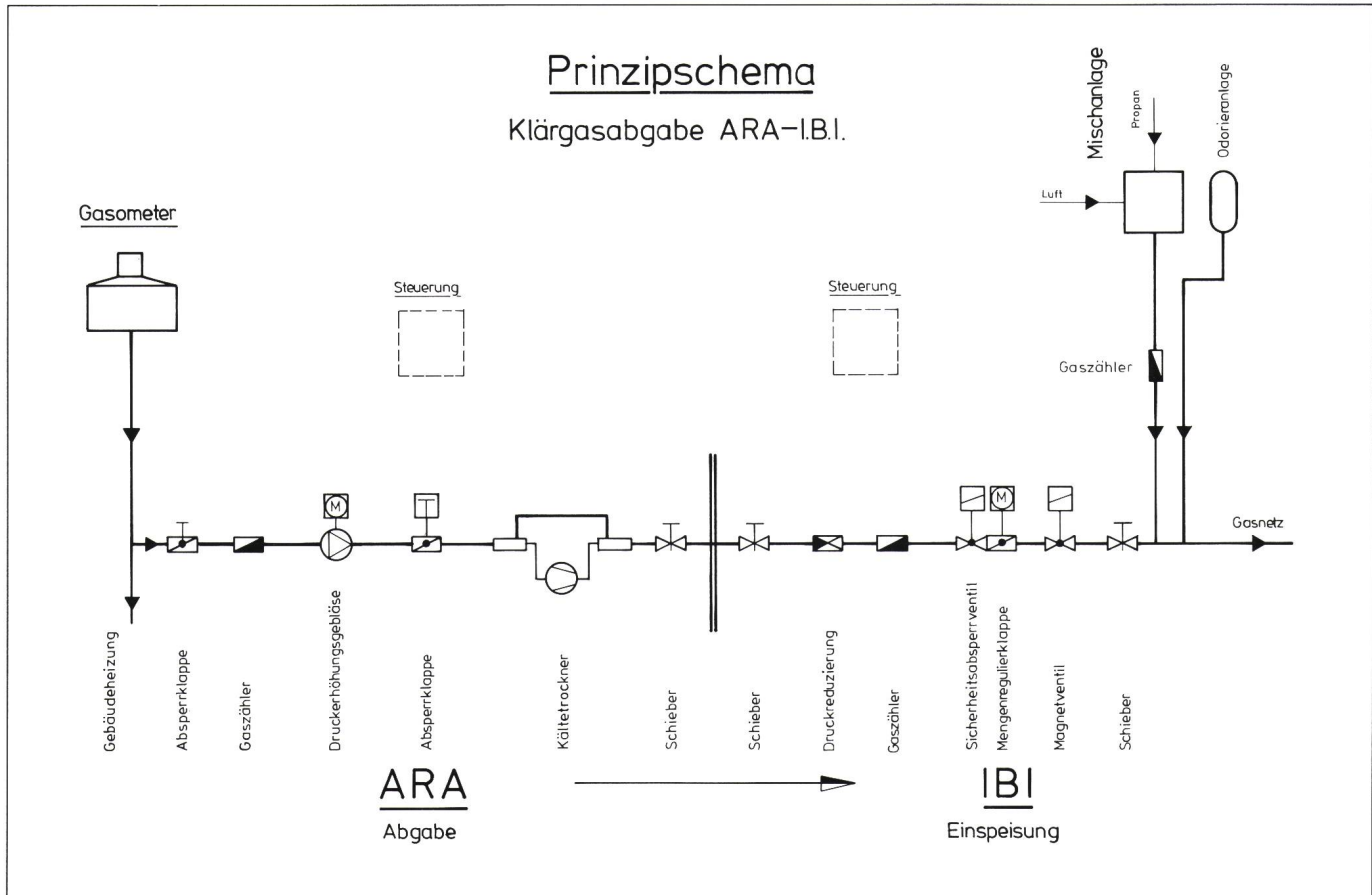 Prinzipschema
Klärgasabgabe ARA-I.B.I.
Gasometer
Steuerung
Steuerung
Mischanlage
Propan
Odorieranlage
Luft
Gaszähler
M
M
Gasnetz
Gebäudeheizung
Absperrklappe
Gaszähler
Druckerhöhungsgebläse
Absperrklappe
Kältetrockner
Schieber
Schieber
Druckreduzierung
Gaszähler
Sicherheitsabsperrventil
Mengenregulierklappe
Magnetventil
Schieber
ARA
Abgabe
IBI
Einspeisung